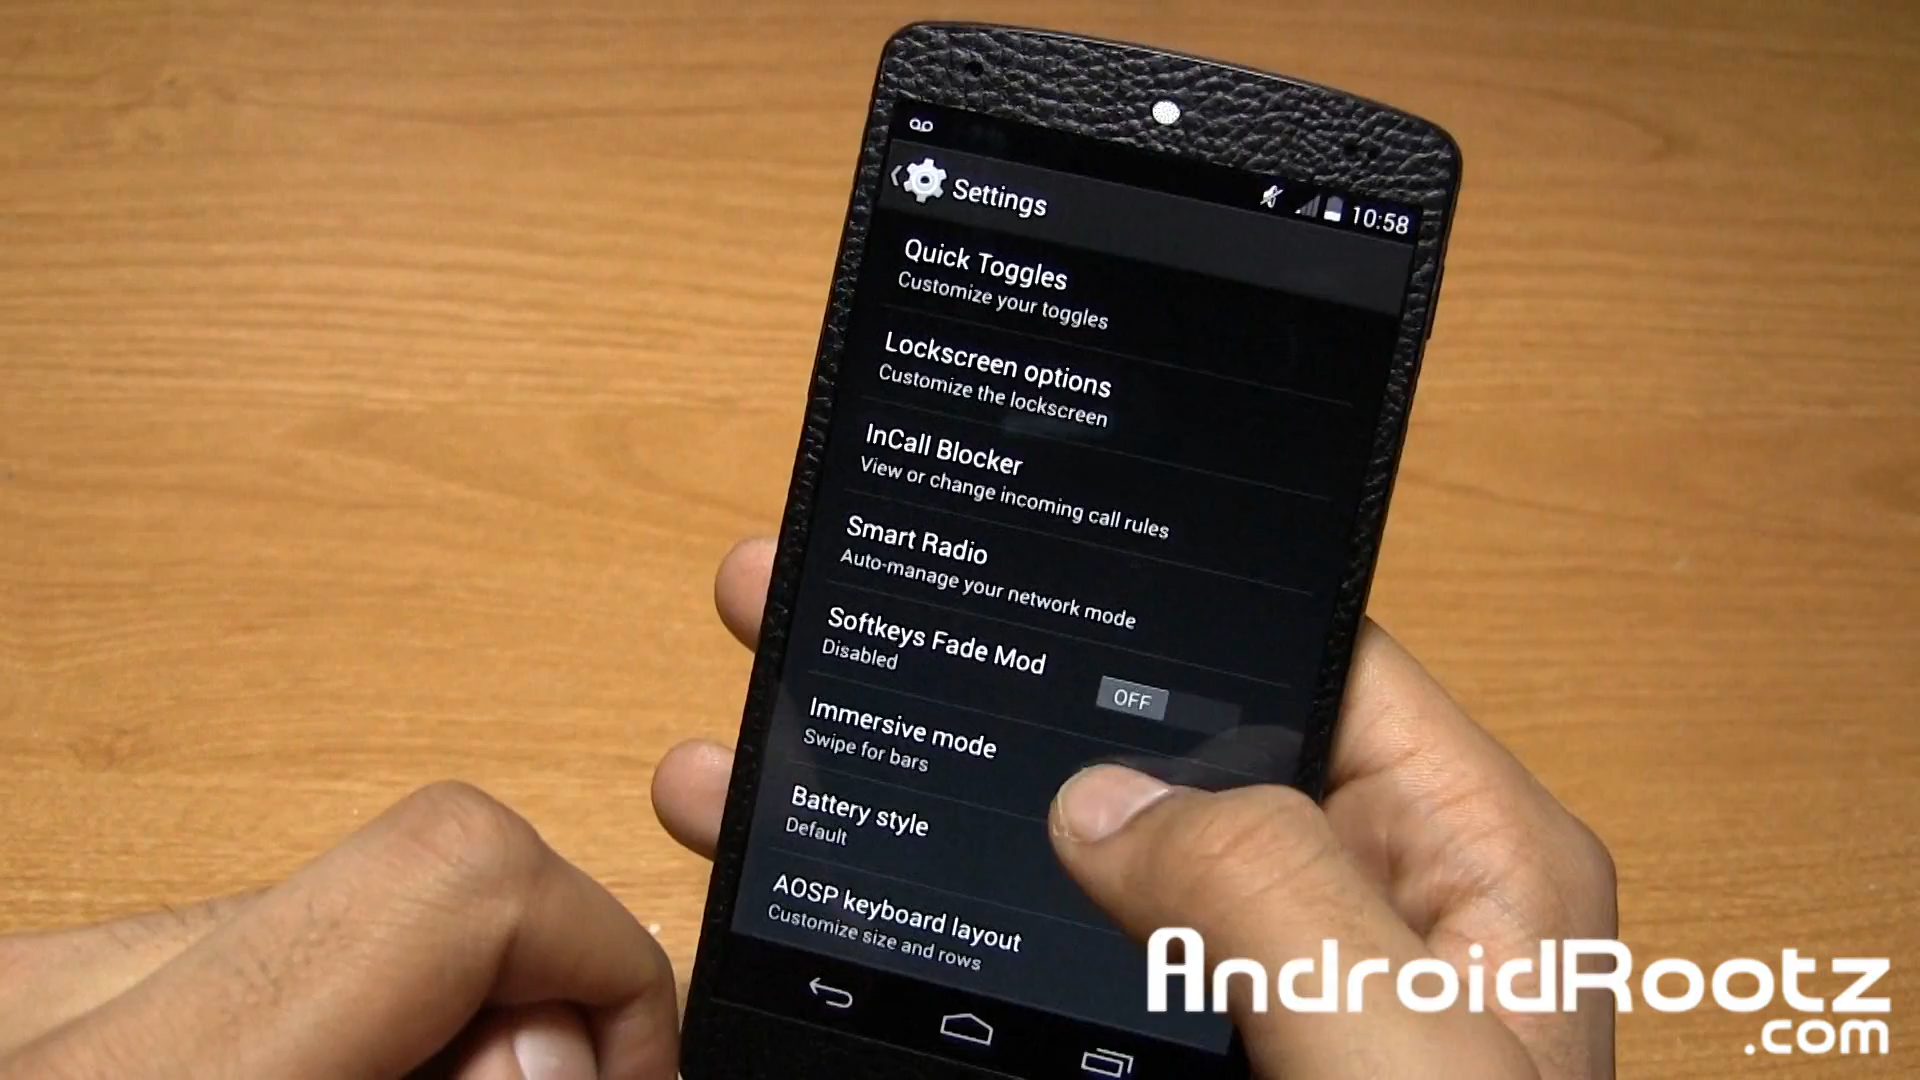 10:58
Settings
Quick Toggles
Customize your toggles
Lockscreen options
Customize the lockscreen
InCall Blocker
View or change incoming call rules
Smart Radio
Auto-manage your network mode
Softkeys Fade Mod
Disabled
OFF
Immersive mode
Swipe for bars
Battery style
Default
AOSP keyboard layout
Customize size and rows
AndroidRootz
.com